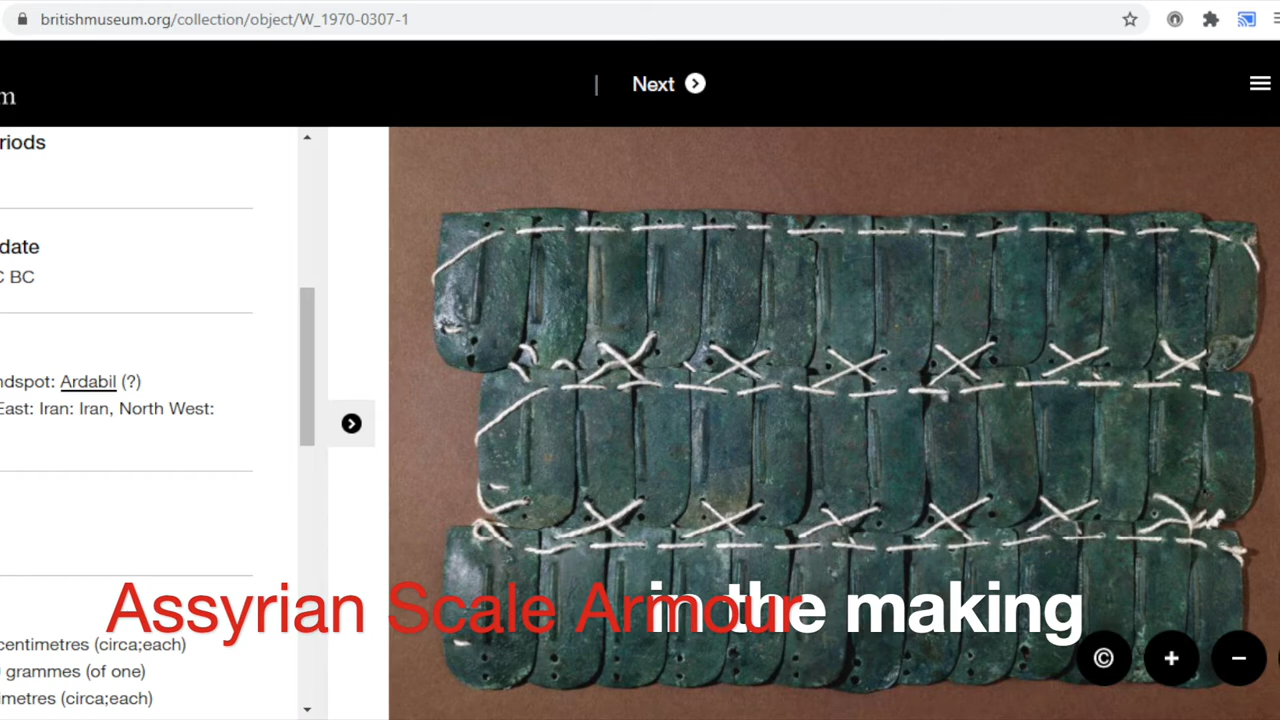 britishmuseum.org/collection/object/W_1970-0307-1
m
| Next
riods
date
C BC
ndspot: Ardabil (?)
East: Iran: Iran, North West:
Assyrian Scale Armour in the making
centimetres (circa;each)
grammes (of one)
imetres (circa;each)
©
+
−